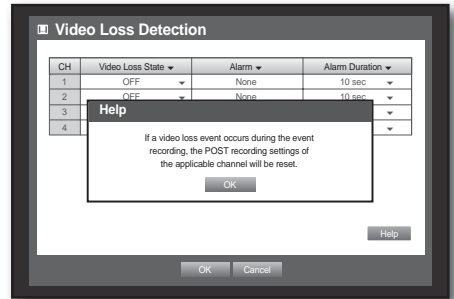 Video Loss Detection
CH Video Loss State Alarm Alarm Duration
1 OFF None 10 sec
2 OFF None 10 sec
3
4
Help
If a video loss event occurs during the event
recording, the POST recording settings of
the applicable channel will be reset.
OK
Help
OK Cancel